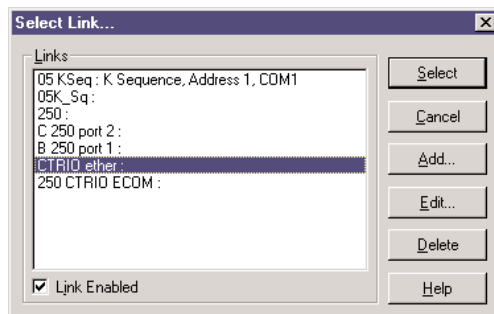 Select Link...
Links
05 KSeq : K Sequence, Address 1, COM1
05K_Sq :
250 :
C 250 port 2 :
B 250 port 1 :
CTRIO ether :
250 CTRIO ECOM :
Link Enabled
Select
Cancel
Add...
Edit...
Delete
Help